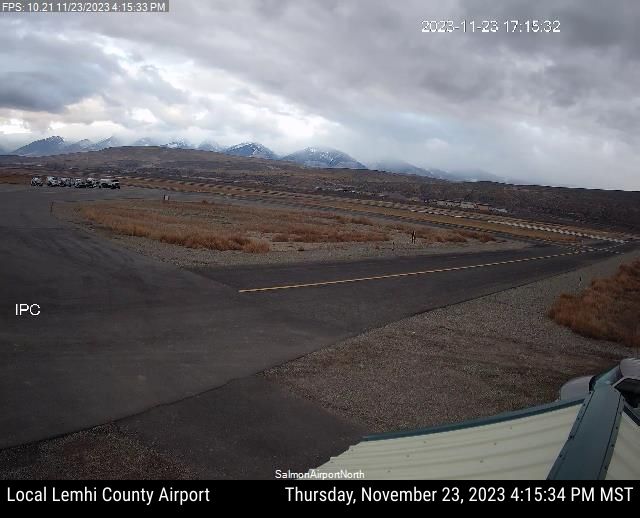 FPS: 10.21 11/23/2023 4:15:33 PM
2023-11-23 17:15:32
IPC
SalmonAirportNorth
Local Lemhi County Airport
Thursday, November 23, 2023 4:15:34 PM MST